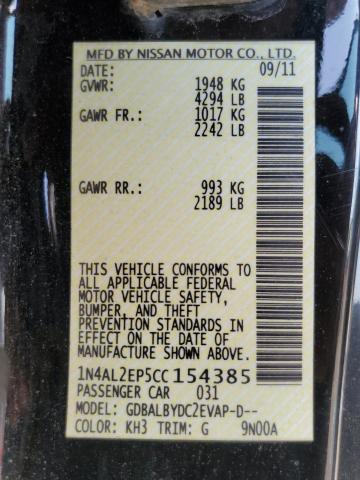 MFD BY NISSAN MOTOR CO., LTD.
DATE: 09/11
GVWR: 1948 KG
4294 LB
GAWR FR.: 1017 KG
2242 LB
GAWR RR.: 993 KG
2189 LB
THIS VEHICLE CONFORMS TO
ALL APPLICABLE FEDERAL
MOTOR VEHICLE SAFETY,
BUMPER, AND THEFT
PREVENTION STANDARDS IN
EFFECT ON THE DATE OF
MANUFACTURE SHOWN ABOVE.
1N4AL2EP5CC154385
PASSENGER CAR 031
MODEL: GDBALBYDC2EVAP-D--
COLOR: KH3 TRIM: G 9N00A